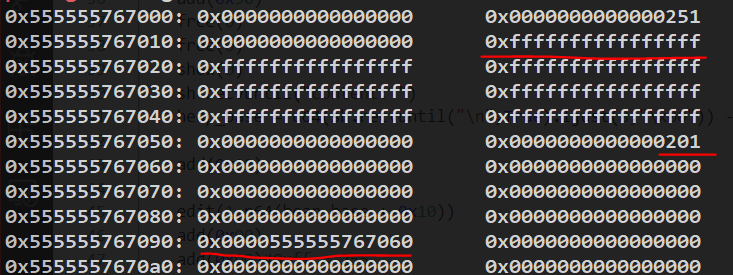 0x555555767000: 0x0000000000000000 0x0000000000000251
0x555555767010: 0x0000000000000000 0xffffffffffffffff
0x555555767020: 0xffffffffffffffff 0xffffffffffffffff
0x555555767030: 0xffffffffffffffff 0xffffffffffffffff
0x555555767040: 0xffffffffffffffff 0xffffffffffffffff
0x555555767050: 0x0000000000000000 0x0000000000000201
0x555555767060: 0x0000000000000000 0x0000000000000000
0x555555767070: 0x0000000000000000 0x0000000000000000
0x555555767080: 0x0000000000000000 0x0000000000000000
0x555555767090: 0x0000555555767060 0x0000000000000000
0x5555557670a0: 0x0000000000000000 0x0000000000000000